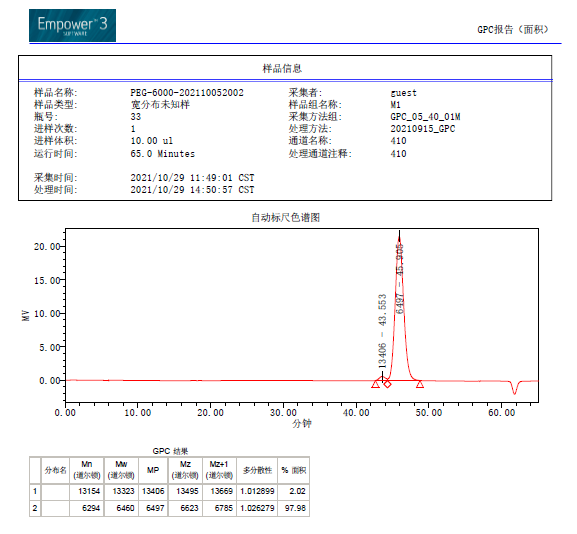 Empower™3
SOFTWARE
GPC报告（面积）
样品信息
样品名称: PEG-6000-202110052002 采集者: guest
样品类型: 宽分布未知样 样品组名称: M1
瓶号: 33 采集方法组: GPC_05_40_01M
进样次数: 1 处理方法: 20210915_GPC
进样体积: 10.00 ul 通道名称: 410
运行时间: 65.0 Minutes 处理通道注释: 410
采集时间: 2021/10/29 11:49:01 CST
处理时间: 2021/10/29 14:50:57 CST
自动标尺色谱图
MV
20.00
15.00
10.00
5.00
0.00
13406 - 43.553
6497 - 45.905
0.00 10.00 20.00 30.00 40.00 50.00 60.00
分钟
GPC 结果
分布名 Mn (道尔顿) Mw (道尔顿) MP Mz (道尔顿) Mz+1 (道尔顿) 多分散性 % 面积
1 13154 13323 13406 13495 13669 1.012899 2.02
2 6294 6460 6497 6623 6785 1.026279 97.98